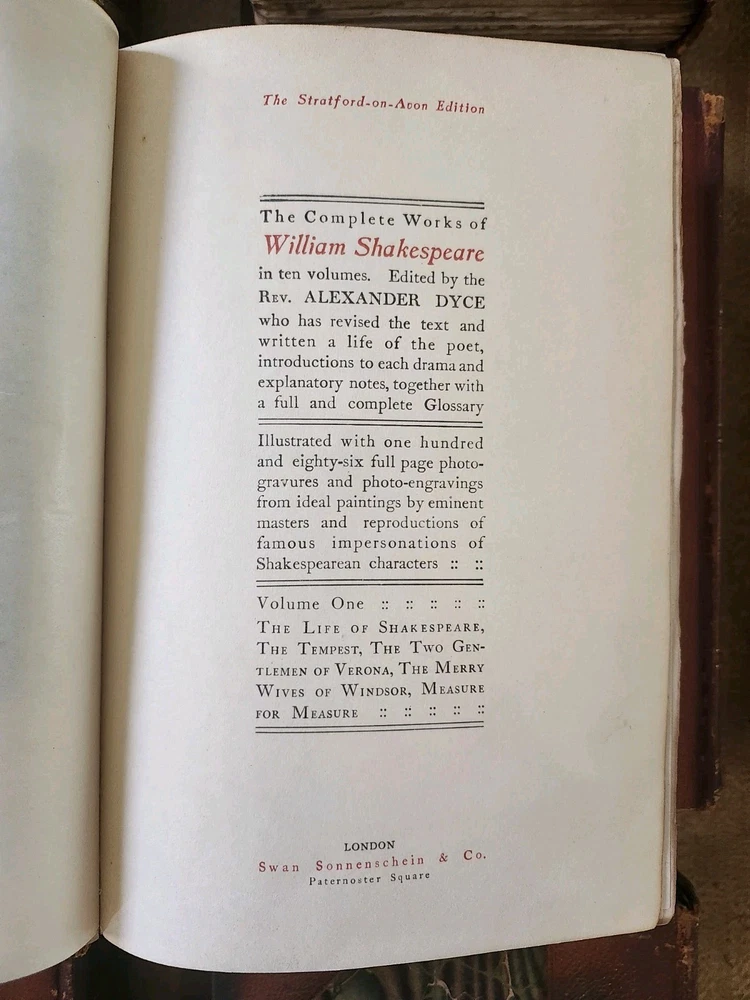 The Stratford-on-Avon Edition
The Complete Works of
William Shakespeare
in ten volumes. Edited by the
Rev. ALEXANDER DYCE
who has revised the text and
written a life of the poet,
introductions to each drama and
explanatory notes, together with
a full and complete Glossary
Illustrated with one hundred
and eighty-six full page photo-
gravures and photo-engravings
from ideal paintings by eminent
masters and reproductions of
famous impersonations of
Shakespearean characters :: ::
Volume One :: :: :: :: ::
The Life of Shakespeare,
The Tempest, The Two Gen-
tlemen of Verona, The Merry
Wives of Windsor, Measure
for Measure :: :: :: :: ::
LONDON
Swan Sonnenschein & Co.
Paternoster Square